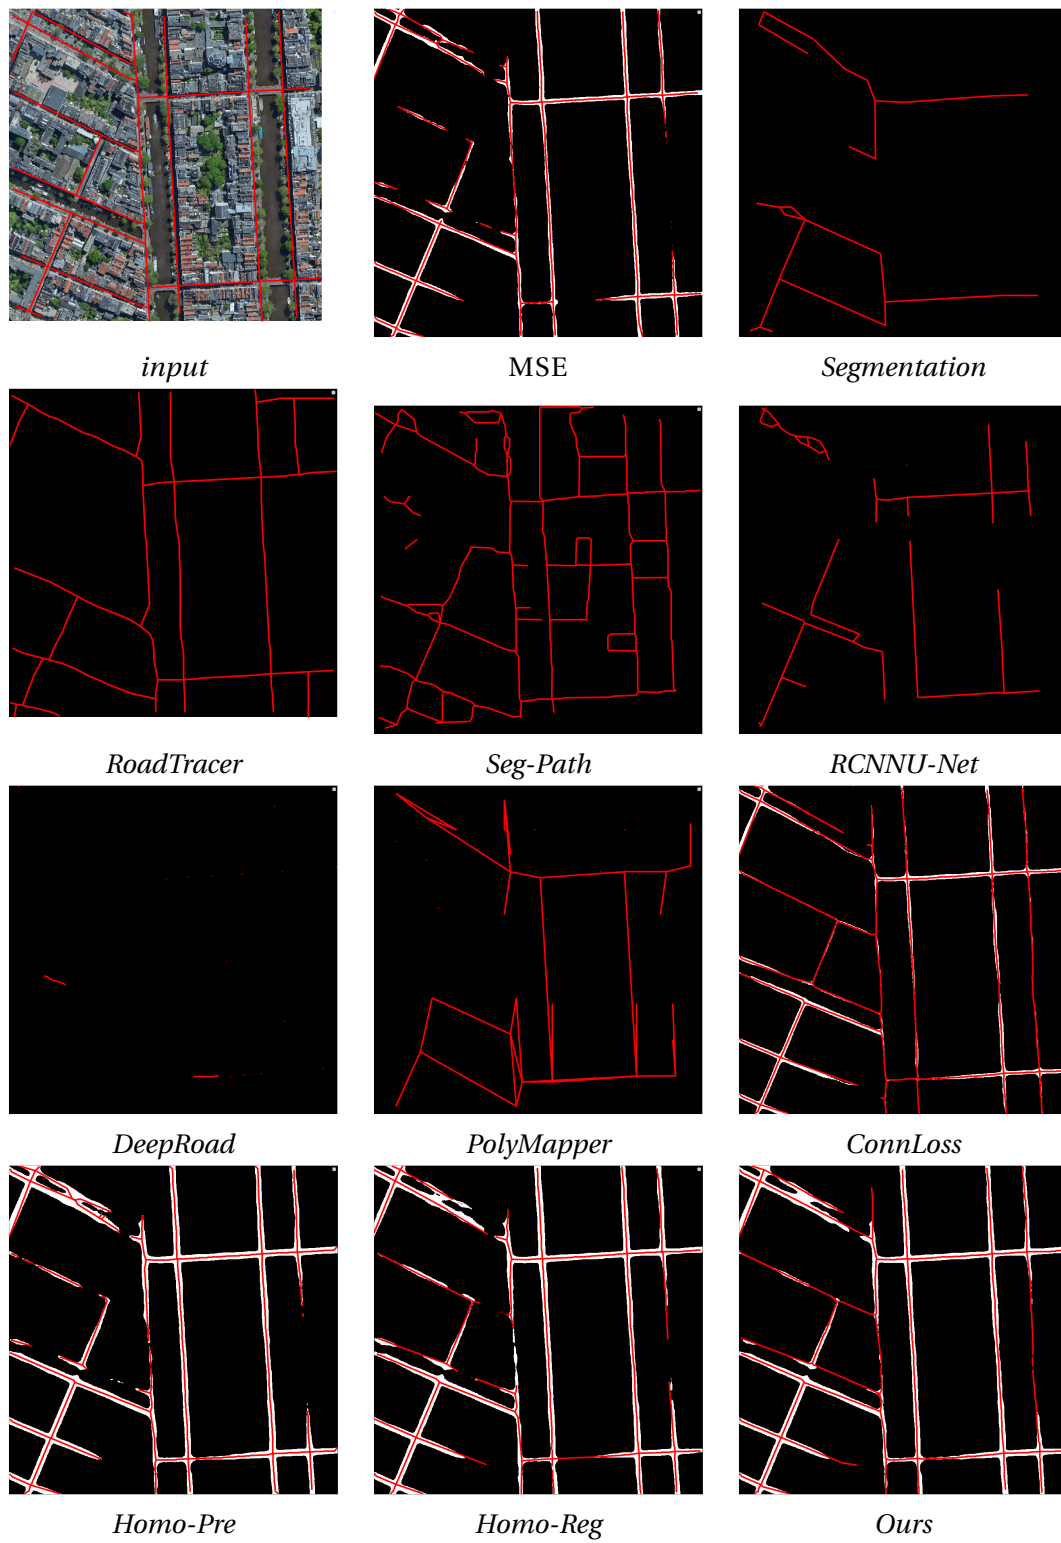 input
MSE
Segmentation
RoadTracer
Seg-Path
RCNNU-Net
DeepRoad
PolyMapper
ConnLoss
Homo-Pre
Homo-Reg
Ours